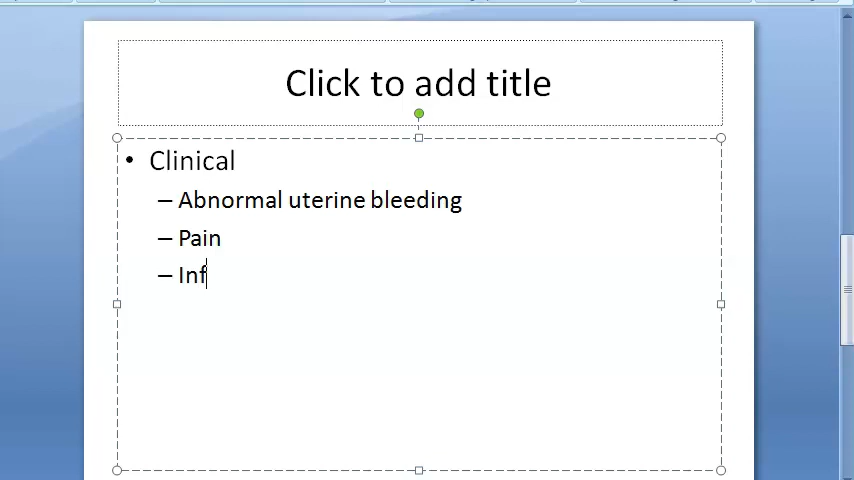 Click to add title
• Clinical
– Abnormal uterine bleeding
– Pain
– Inf